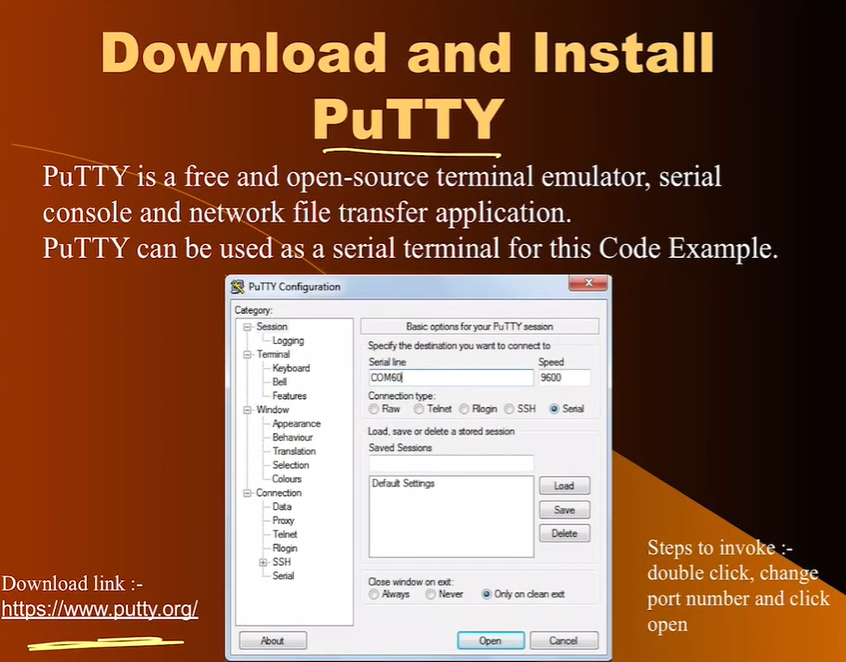 Download and Install
PuTTY
PuTTY is a free and open-source terminal emulator, serial
console and network file transfer application.
PuTTY can be used as a serial terminal for this Code Example.
PuTTY Configuration
Category:
Session
Logging
Terminal
Keyboard
Bell
Features
Window
Appearance
Behaviour
Translation
Selection
Colours
Connection
Data
Proxy
Telnet
Rlogin
SSH
Serial
Basic options for your PuTTY session
Specify the destination you want to connect to
Serial line Speed
COM60 9600
Connection type:
Raw Telnet Rlogin SSH Serial
Load, save or delete a stored session
Saved Sessions
Default Settings
Load
Save
Delete
Close window on exit:
Always Never Only on clean exit
About Open Cancel
Download link :-
https://www.putty.org/
Steps to invoke :-
double click, change
port number and click
open